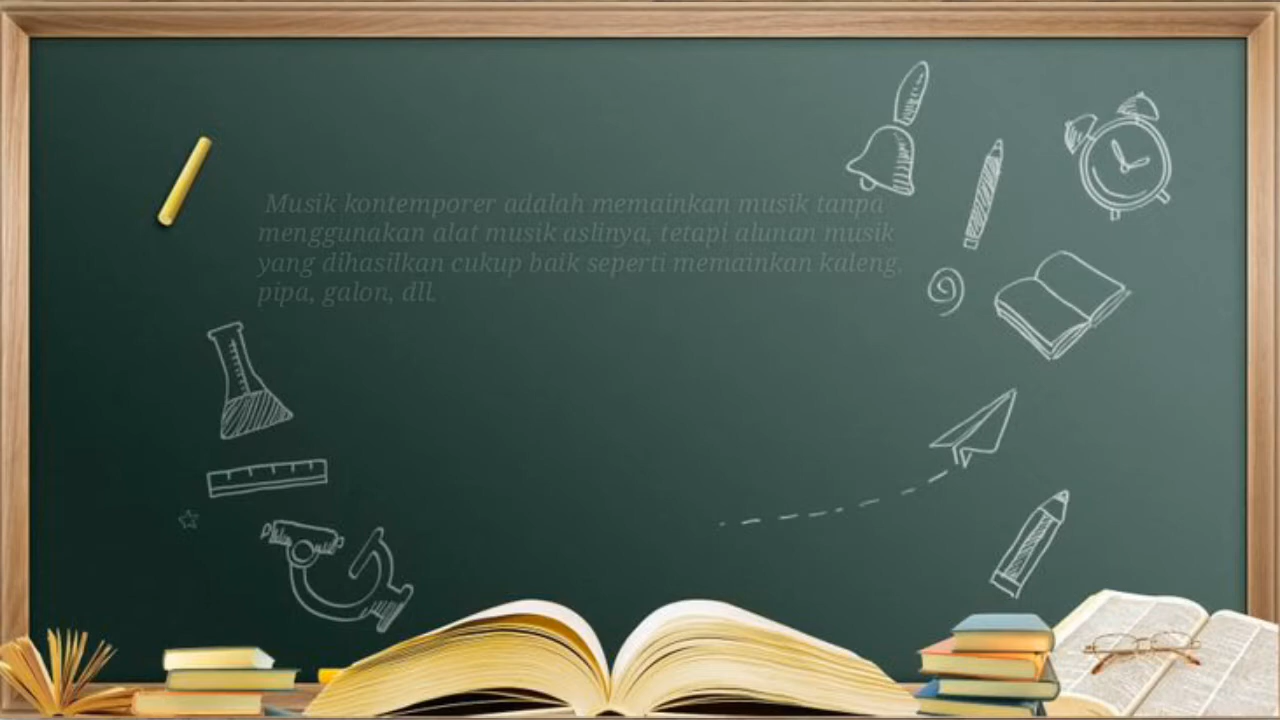 Musik kontemporer adalah memainkan musik tanpa
menggunakan alat musik aslinya, tetapi alunan musik
yang dihasilkan cukup baik seperti memainkan kaleng,
pipa, galon, dll.